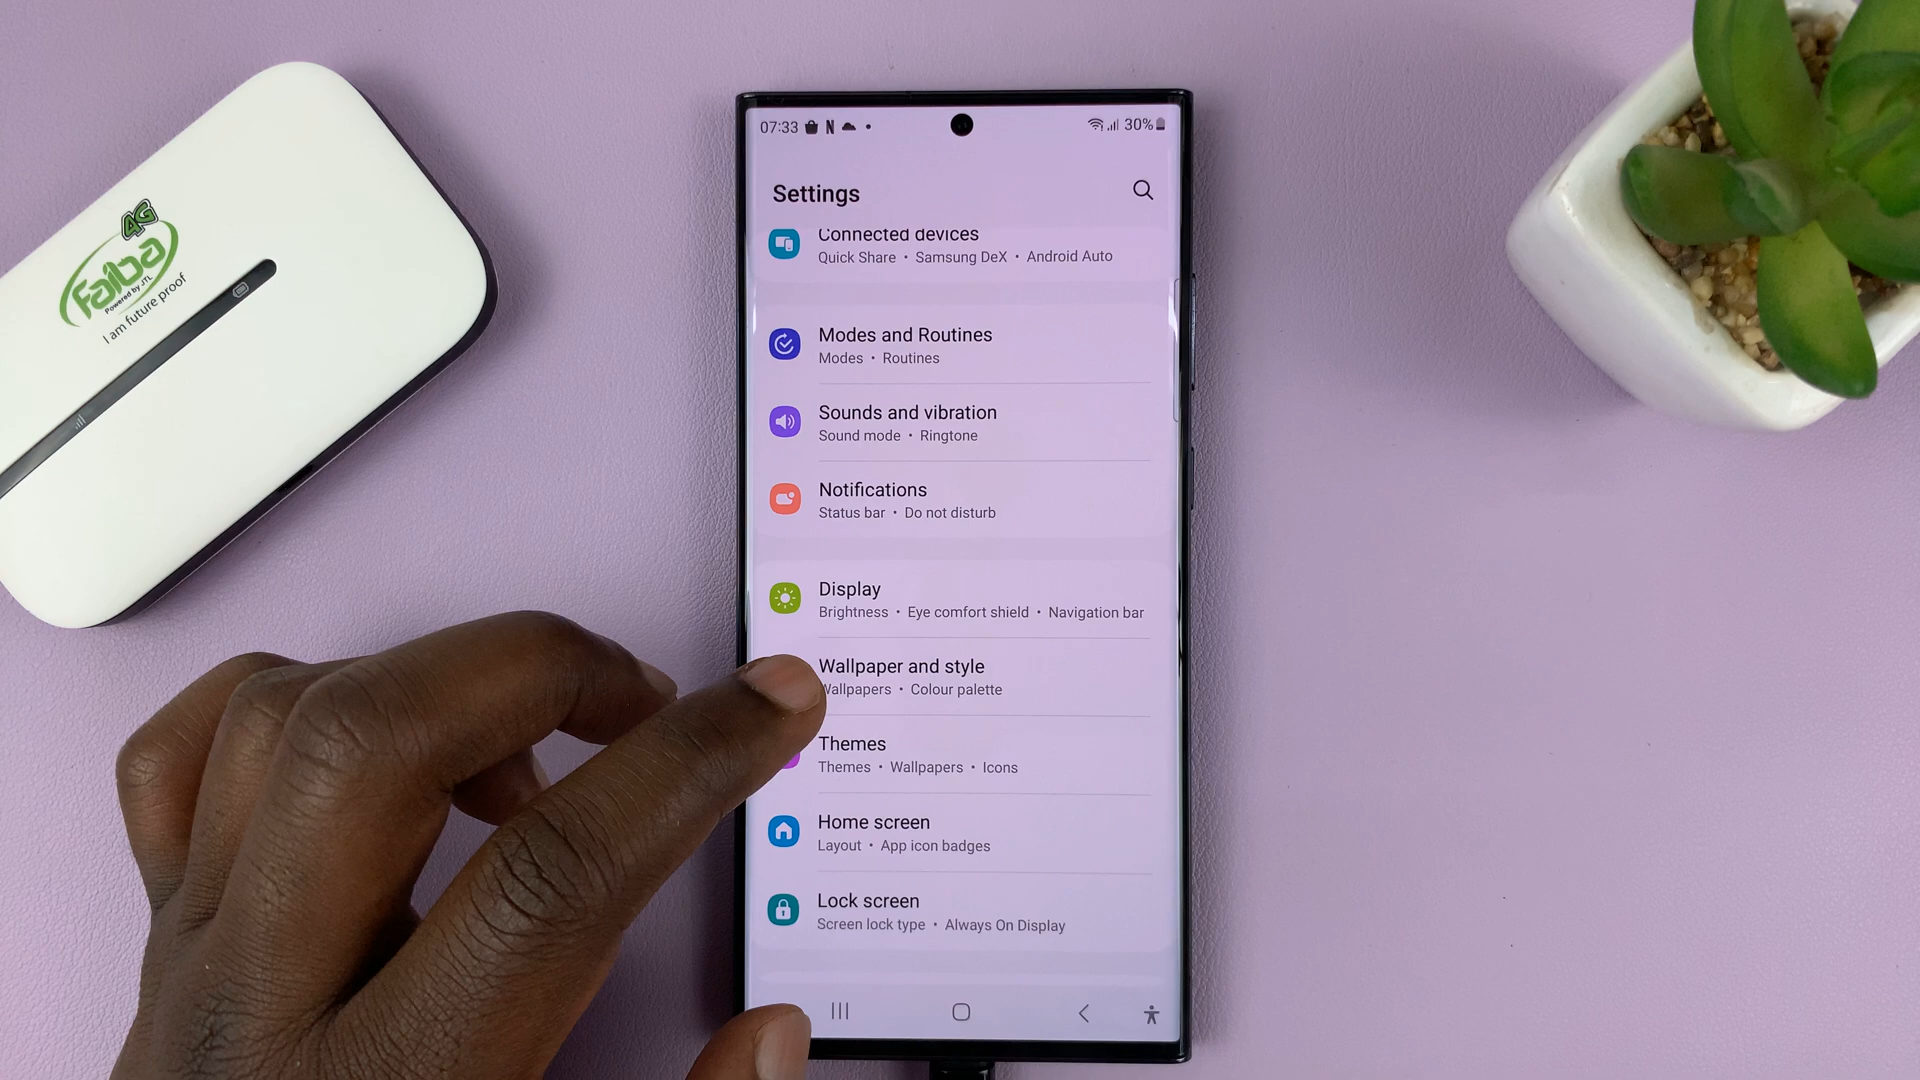 4G
Faiba
Powered by JTL
I am future proof
07:33 N 30%
Settings
Connected devices
Quick Share • Samsung DeX • Android Auto
Modes and Routines
Modes • Routines
Sounds and vibration
Sound mode • Ringtone
Notifications
Status bar • Do not disturb
Display
Brightness • Eye comfort shield • Navigation bar
Wallpaper and style
Wallpapers • Colour palette
Themes
Themes • Wallpapers • Icons
Home screen
Layout • App icon badges
Lock screen
Screen lock type • Always On Display